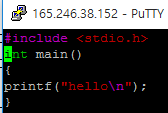 165.246.38.152 - PuTTY
#include <stdio.h>
int main()
{
printf("hello\n");
}